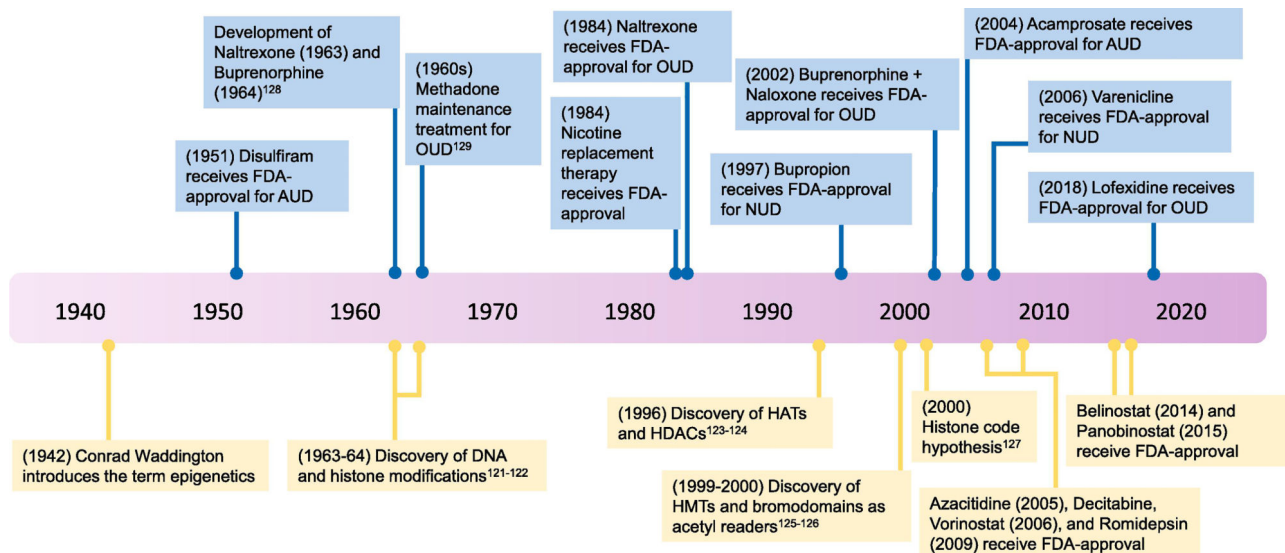 Development of
Naltrexone (1963) and
Buprenorphine
(1964)128
(1951) Disulfiram
receives FDA-
approval for AUD
(1960s)
Methadone
maintenance
treatment for
OUD129
(1984) Naltrexone
receives FDA-
approval for OUD
(1984)
Nicotine
replacement
therapy
receives FDA-
approval
(2002) Buprenorphine +
Naloxone receives FDA-
approval for OUD
(1997) Bupropion
receives FDA-approval
for NUD
(2004) Acamprosate receives
FDA-approval for AUD
(2006) Varenicline
receives FDA-approval
for NUD
(2018) Lofexidine receives
FDA-approval for OUD
1940 1950 1960 1970 1980 1990 2000 2010 2020
(1942) Conrad Waddington
introduces the term epigenetics
(1963-64) Discovery of DNA
and histone modifications121-122
(1996) Discovery of HATs
and HDACs123-124
(1999-2000) Discovery of
HMTs and bromodomains as
acetyl readers125-126
(2000)
Histone code
hypothesis127
Azacitidine (2005), Decitabine,
Vorinostat (2006), and Romidepsin
(2009) receive FDA-approval
Belinostat (2014) and
Panobinostat (2015)
receive FDA-approval